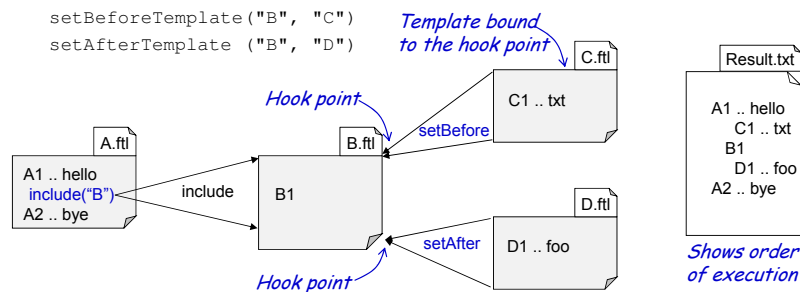 setBeforeTemplate("B", "C")
setAfterTemplate ("B", "D")
Template bound
to the hook point
C.ftl
C1 .. txt
Hook point
setBefore
A.ftl
A1 .. hello
include("B")
A2 .. bye
include
B.ftl
B1
D.ftl
D1 .. foo
setAfter
Hook point
Result.txt
A1 .. hello
C1 .. txt
B1
D1 .. foo
A2 .. bye
Shows order
of execution